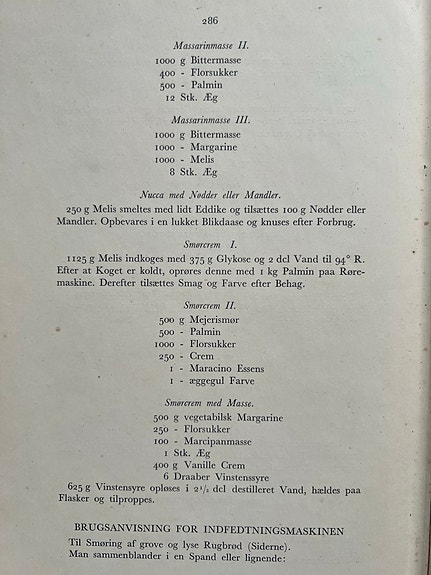 286
Massarinmasse II.
1000 g Bittermasse
400 - Florsukker
500 - Palmin
12 Stk. Æg
Massarinmasse III.
1000 g Bittermasse
1000 - Margarine
1000 - Melis
8 Stk. Æg
Nucca med Nødder eller Mandler.
250 g Melis smeltes med lidt Eddike og tilsættes 100 g Nødder eller
Mandler. Opbevares i en lukket Blikdaase og knuses efter Forbrug.
Smørcrem I.
1125 g Melis indkoges med 375 g Glykose og 2 dcl Vand til 94° R.
Efter at Koget er koldt, oprøres denne med 1 kg Palmin paa Røre-
maskine. Derefter tilsættes Smag og Farve efter Behag.
Smørcrem II.
500 g Mejerismør
500 - Palmin
1000 - Florsukker
250 - Crem
1 - Maracino Essens
1 - æggegul Farve
Smørcrem med Masse.
500 g vegetabilsk Margarine
250 - Florsukker
100 - Marcipanmasse
1 Stk. Æg
400 g Vanille Crem
6 Draaber Vinstenssyre
625 g Vinstensyre opløses i 2½ dcl destilleret Vand, hældes paa
Flasker og tilproppes.
BRUGSANVISNING FOR INDFEDTNINGSMASKINEN
Til Smøring af grove og lyse Rugbrød (Siderne).
Man sammenblander i en Spand eller lignende: